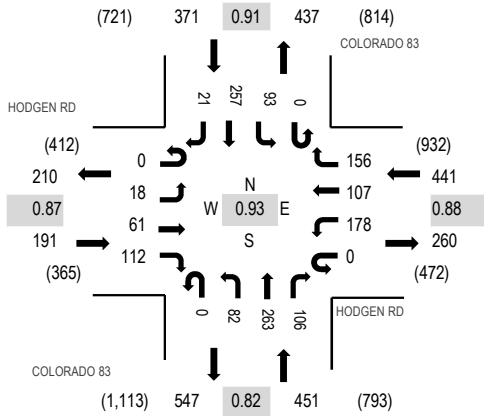 (721) 371 0.91 437 (814)
COLORADO 83
HODGEN RD
21 257 93 0
(412) (932)
0 156
210 441
18 N 107
0.87 W 0.93 E 0.88
61 178
191 S 260
112 0
(365) (472)
0 82 263 106
HODGEN RD
COLORADO 83
(1,113) 547 0.82 451 (793)